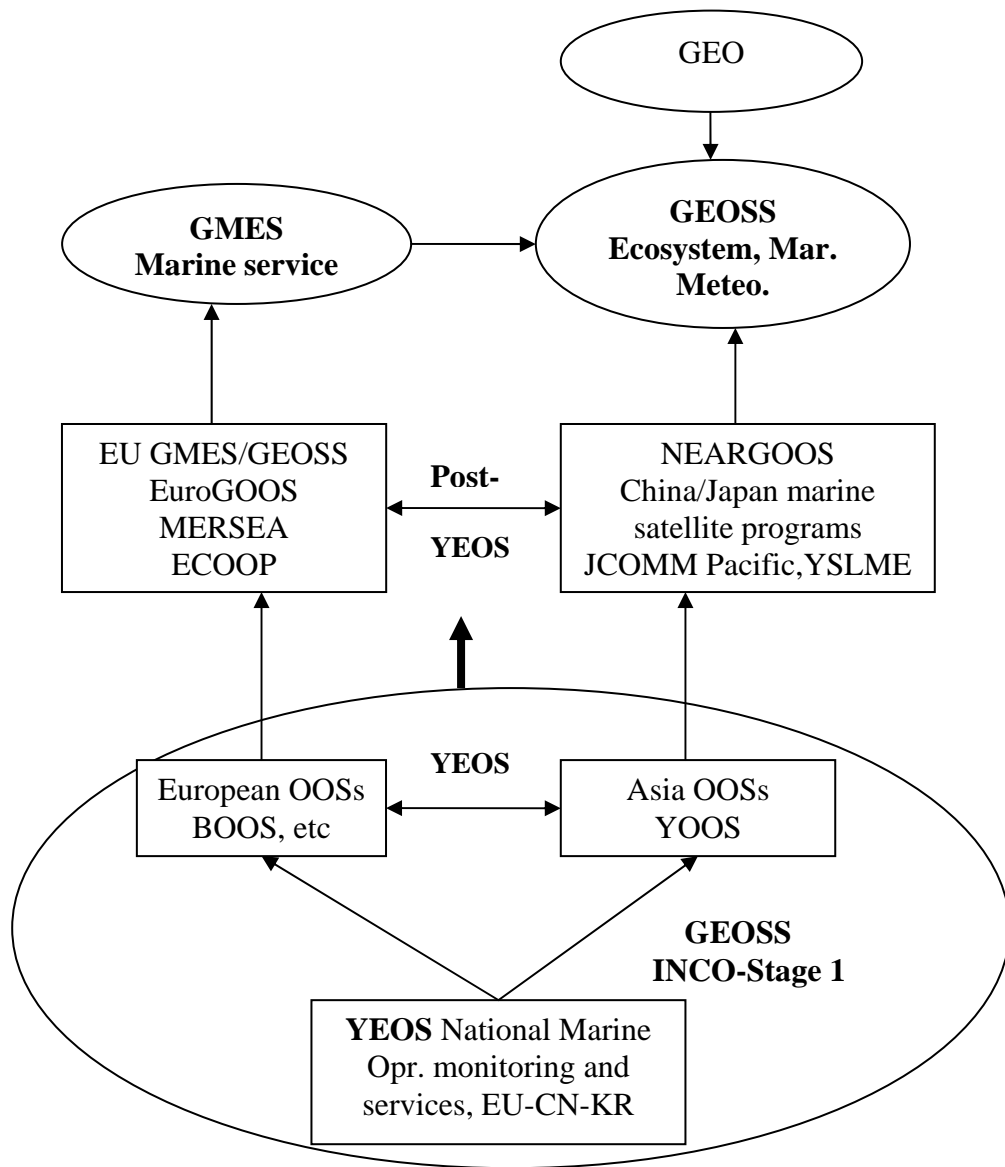 GEO
GMES
Marine service
GEOSS
Ecosystem, Mar.
Meteo.
EU GMES/GEOSS
EuroGOOS
MERSEA
ECOOP
Post-
YEOS
NEARGOOS
China/Japan marine
satellite programs
JCOMM Pacific,YSLME
European OOSs
BOOS, etc
YEOS
Asia OOSs
YOOS
GEOSS
INCO-Stage 1
YEOS National Marine
Opr. monitoring and
services, EU-CN-KR